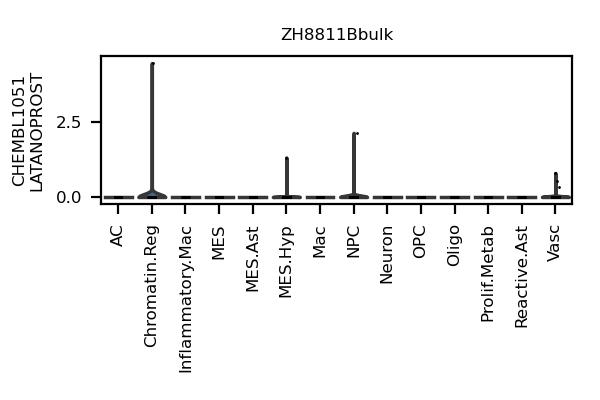 ZH8811Bbulk
CHEMBL1051
LATANOPROST
2.5
0.0
AC
Chromatin.Reg
Inflammatory.Mac
MES
MES.Ast
MES.Hyp
Mac
NPC
Neuron
OPC
Oligo
Prolif.Metab
Reactive.Ast
Vasc